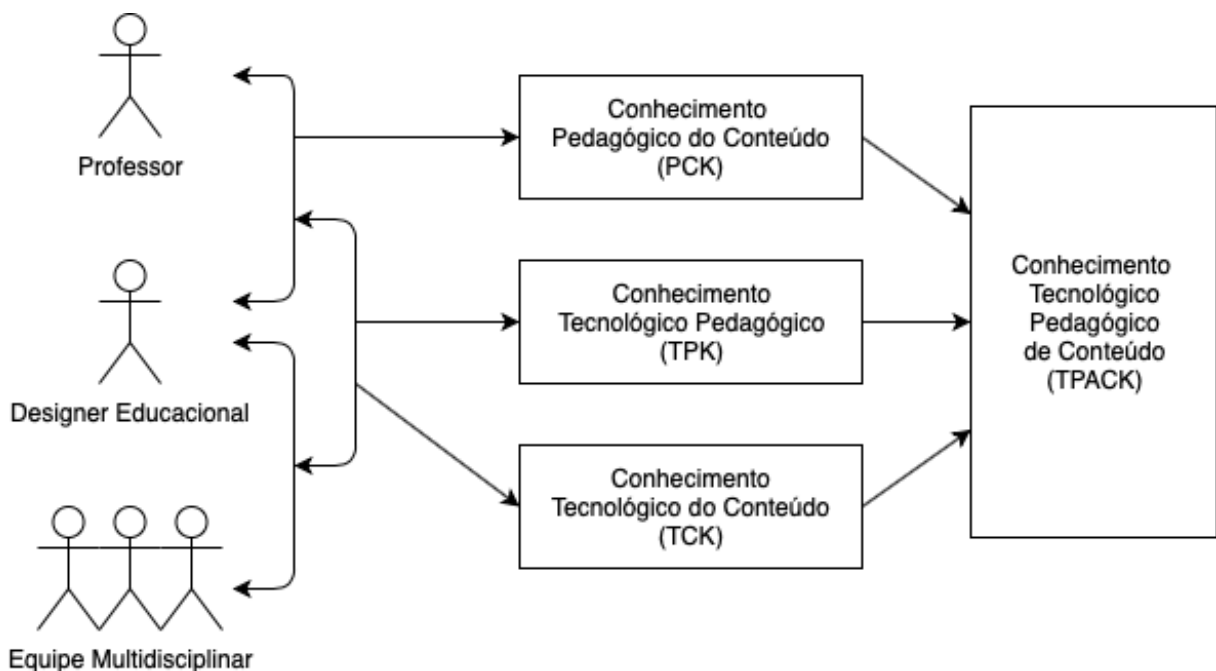 Professor
Designer Educacional
Equipe Multidisciplinar
Conhecimento
Pedagógico do Conteúdo
(PCK)
Conhecimento
Tecnológico Pedagógico
(TPK)
Conhecimento
Tecnológico do Conteúdo
(TCK)
Conhecimento
Tecnológico
Pedagógico
de Conteúdo
(TPACK)